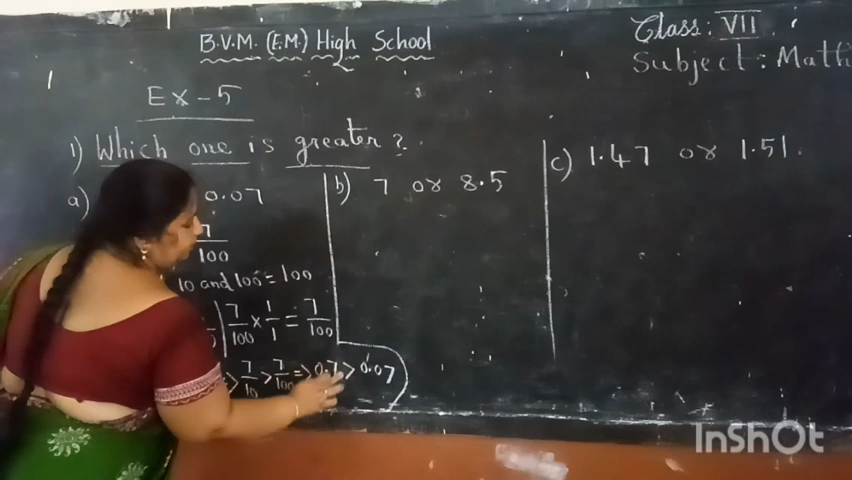 B.V.M. (E.M.) High School
Class: VII.
Subject: Math
Ex-5
1) Which one is greater?
a) 0.07
7/100
10 and 100 = 100
7/100 × 1/1 = 7/100
> 7/10 > 7/100 => 0.7 > 0.07
b) 7 or 8.5
c) 1.47 or 1.51.
InShOt